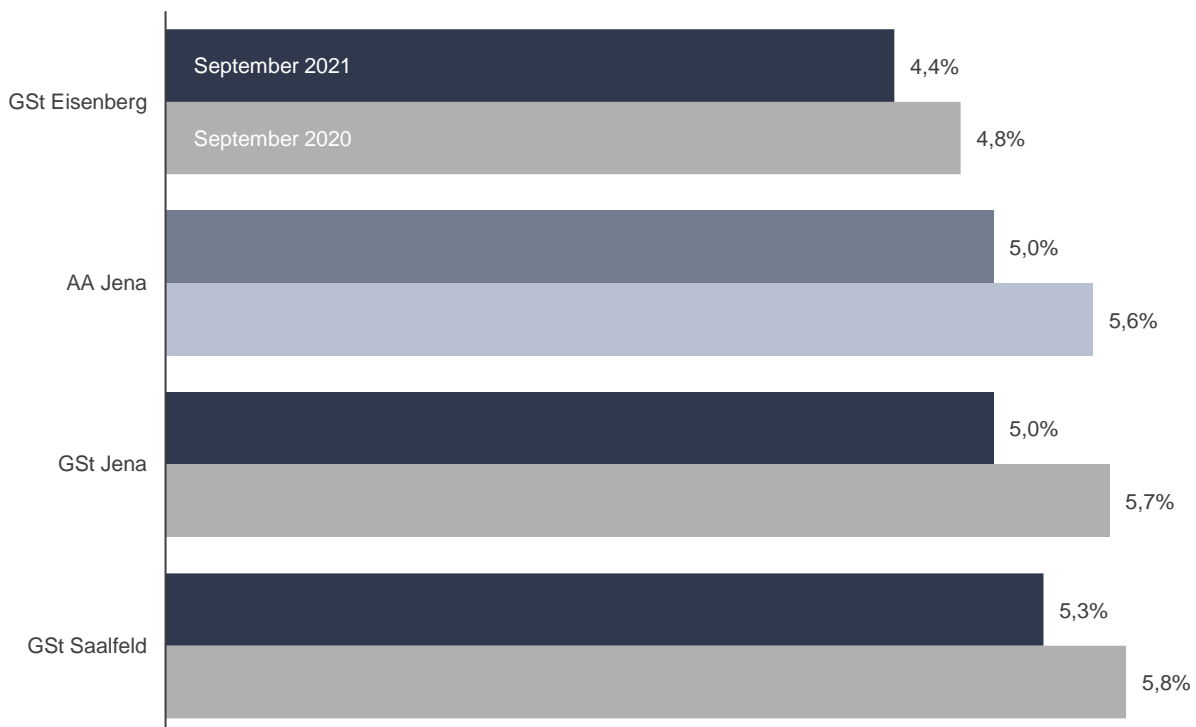 September 2021
4,4%
GSt Eisenberg
September 2020
4,8%
5,0%
AA Jena
5,6%
5,0%
GSt Jena
5,7%
5,3%
GSt Saalfeld
5,8%